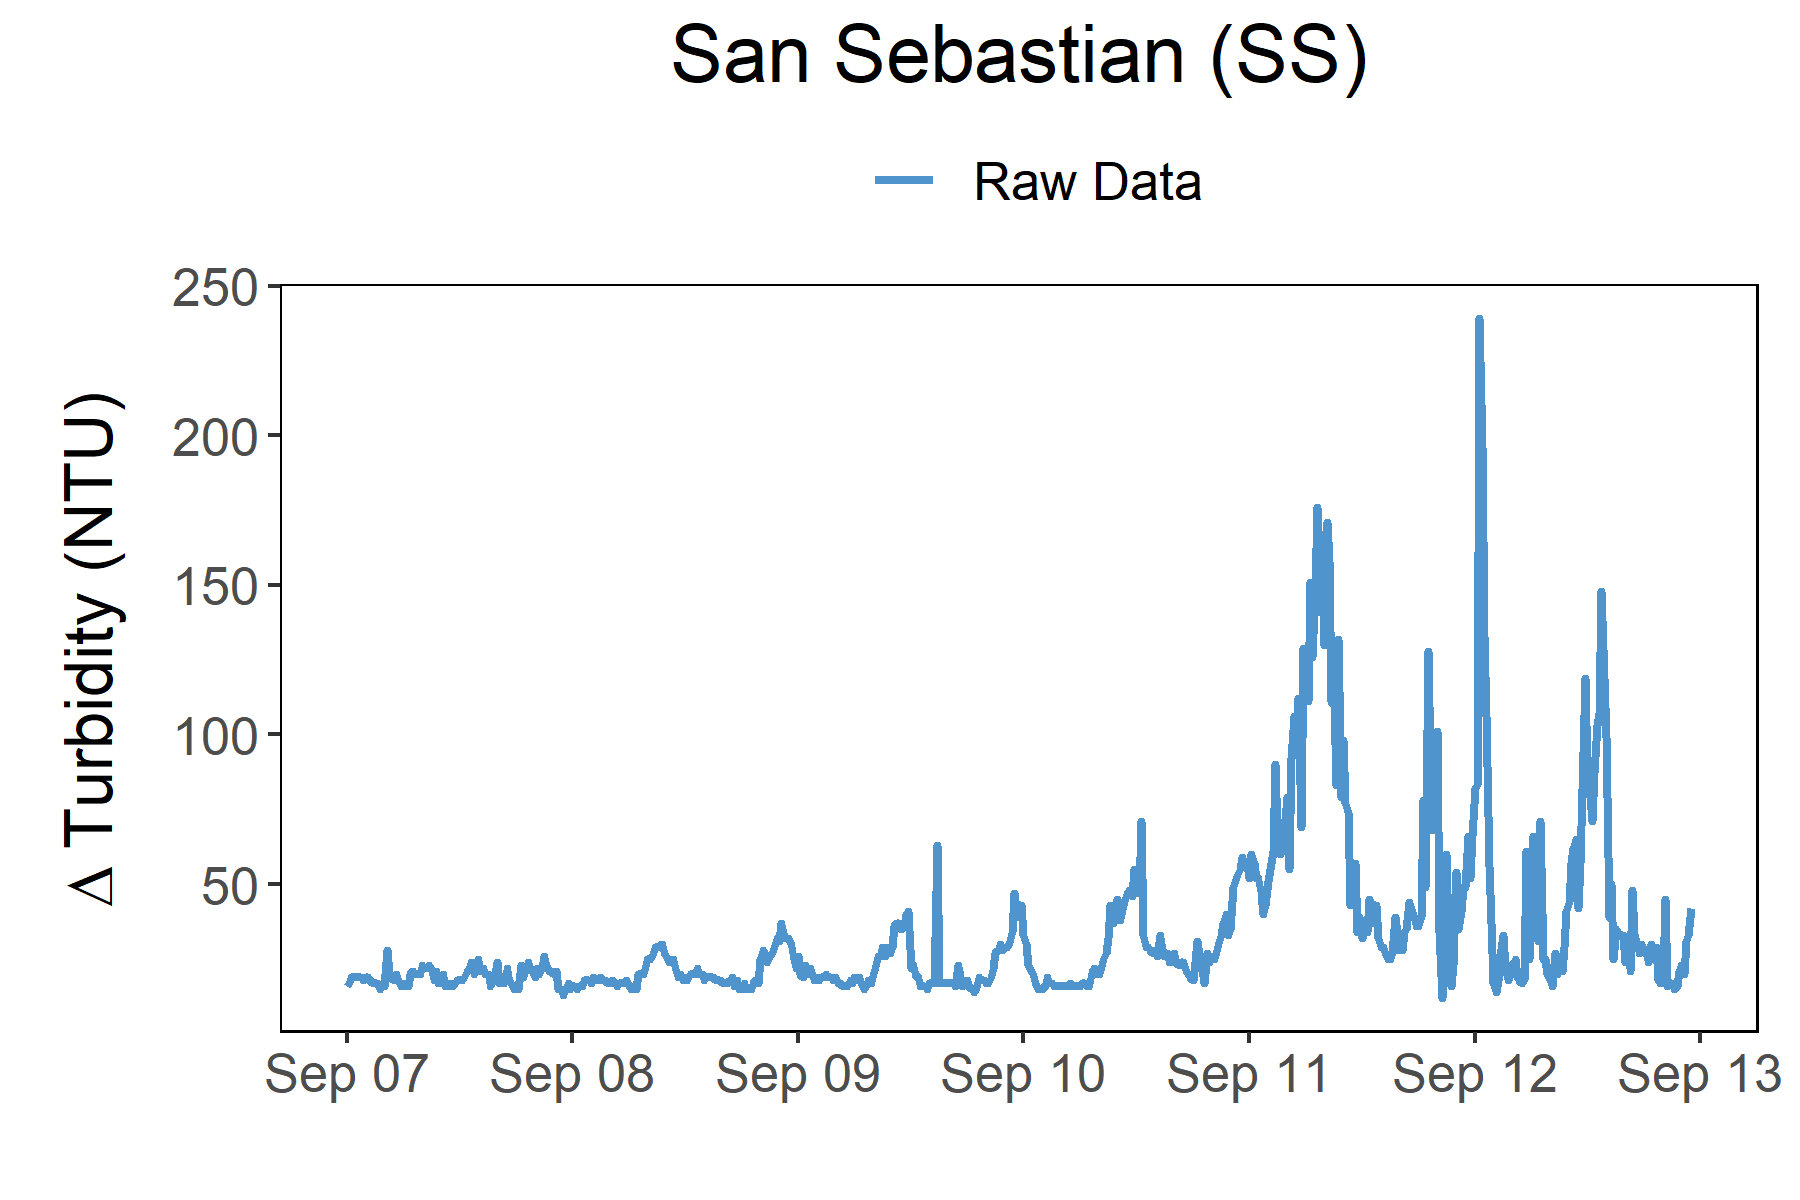 San Sebastian (SS)
Raw Data
Δ Turbidity (NTU)
250
200
150
100
50
Sep 07 Sep 08 Sep 09 Sep 10 Sep 11 Sep 12 Sep 13